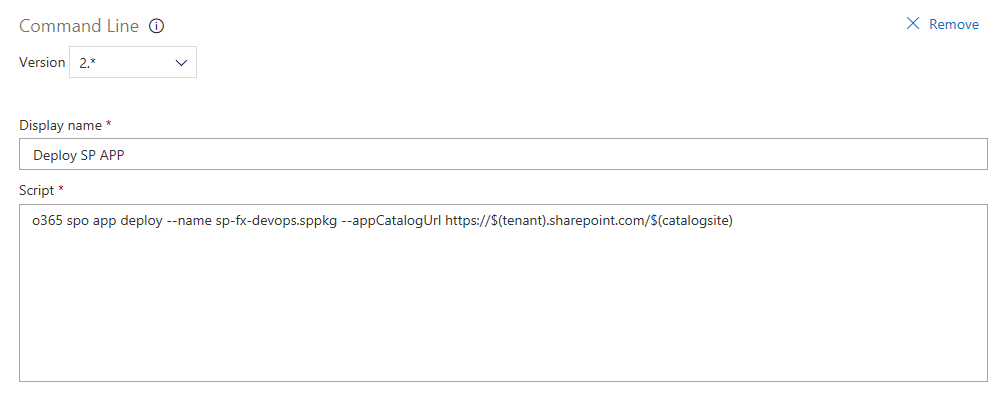 Command Line
Remove
Version 2.*
Display name *
Deploy SP APP
Script *
o365 spo app deploy --name sp-fx-devops.sppkg --appCatalogUrl https://$(tenant).sharepoint.com/$(catalogsite)